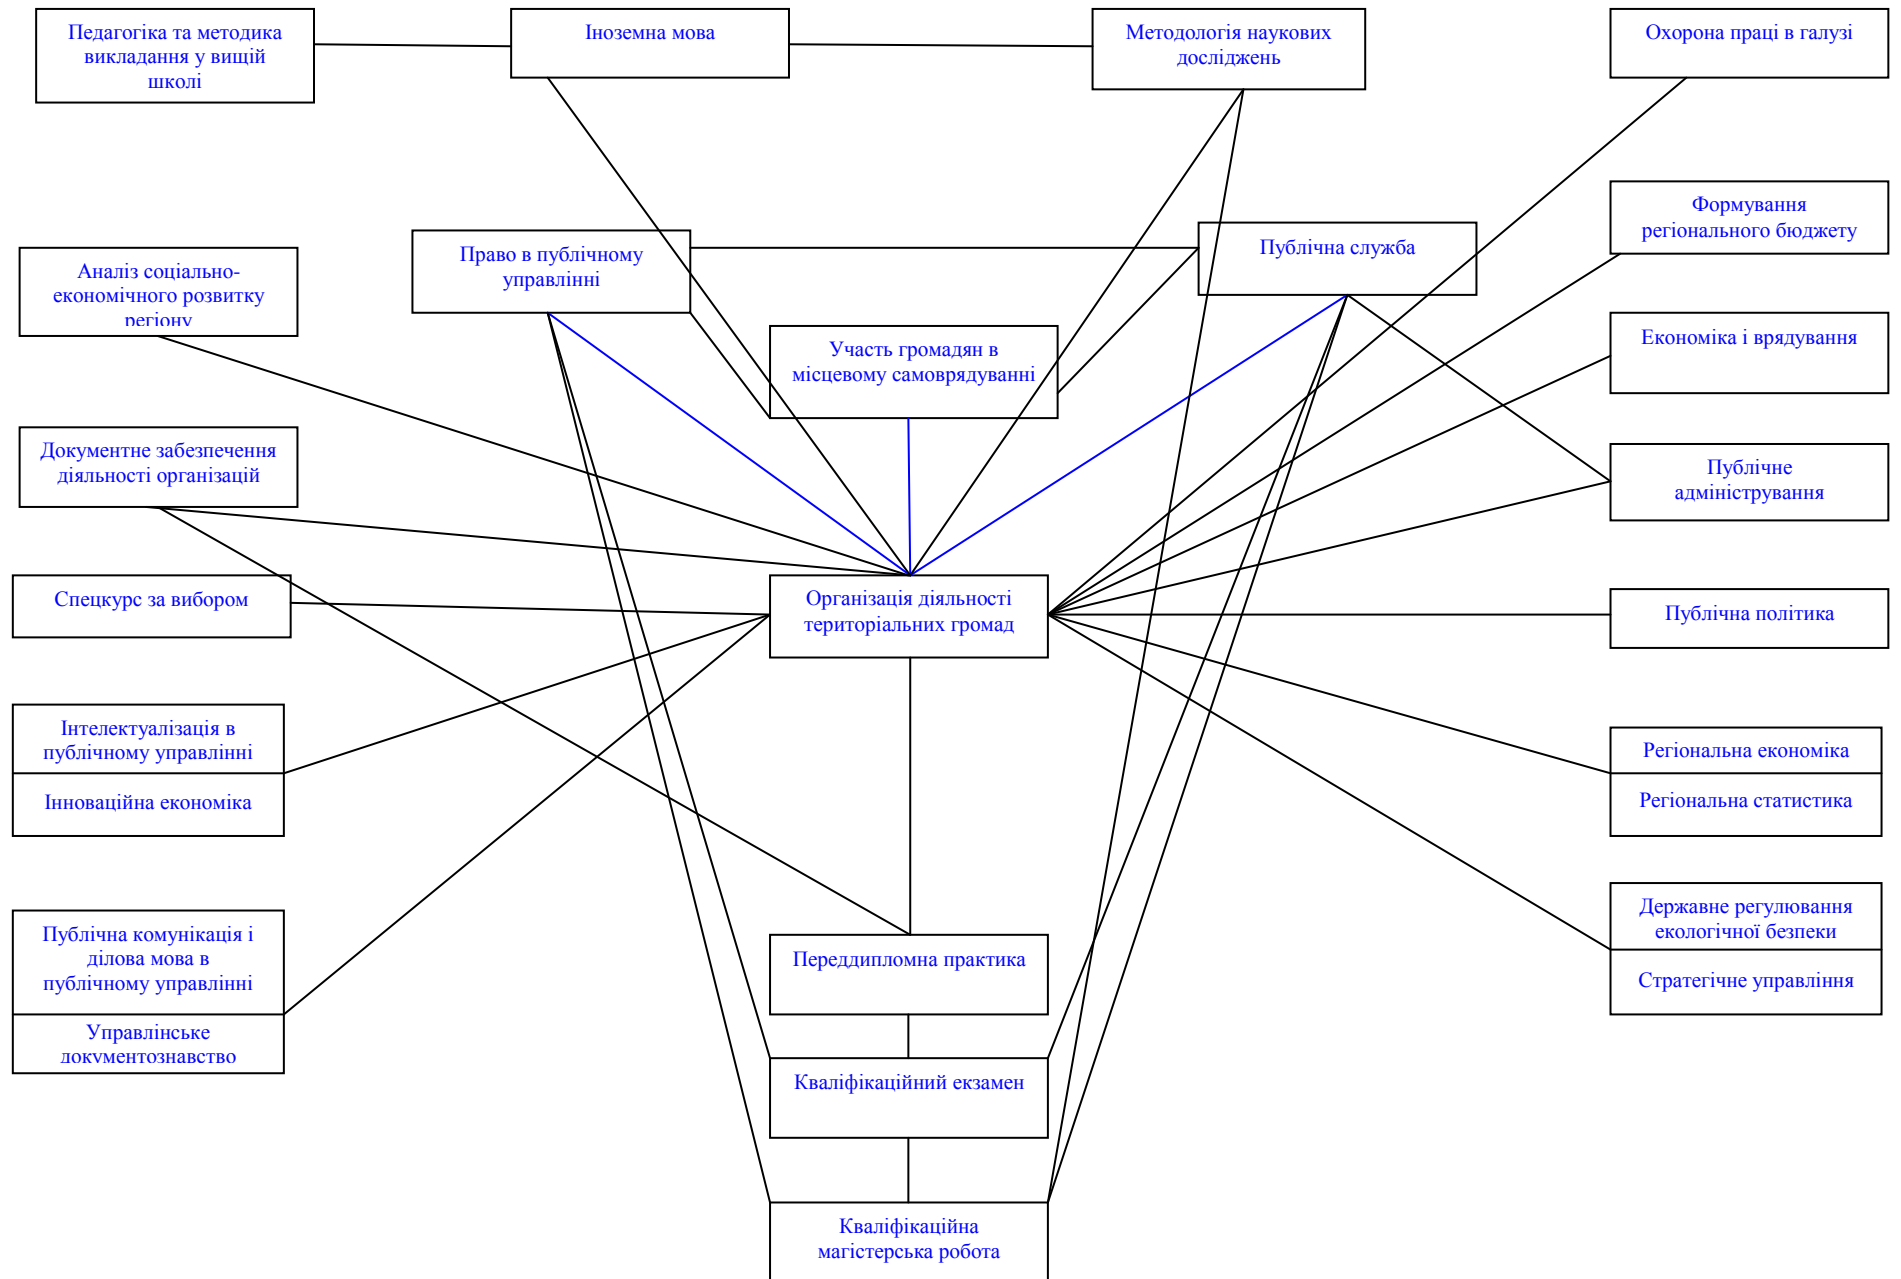 Педагогіка та методика
викладання у вищій
школі
Іноземна мова
Методологія наукових
досліджень
Охорона праці в галузі
Формування
регіонального бюджету
Право в публічному
управлінні
Публічна служба
Аналіз соціально-
економічного розвитку
регіону
Участь громадян в
місцевому самоврядуванні
Економіка і врядування
Документне забезпечення
діяльності організацій
Публічне
адміністрування
Спецкурс за вибором
Організація діяльності
територіальних громад
Публічна політика
Інтелектуалізація в
публічному управлінні
Інноваційна економіка
Регіональна економіка
Регіональна статистика
Публічна комунікація і
ділова мова в
публічному управлінні
Управлінське
документознавство
Переддипломна практика
Державне регулювання
екологічної безпеки
Стратегічне управління
Кваліфікаційний екзамен
Кваліфікаційна
магістерська робота